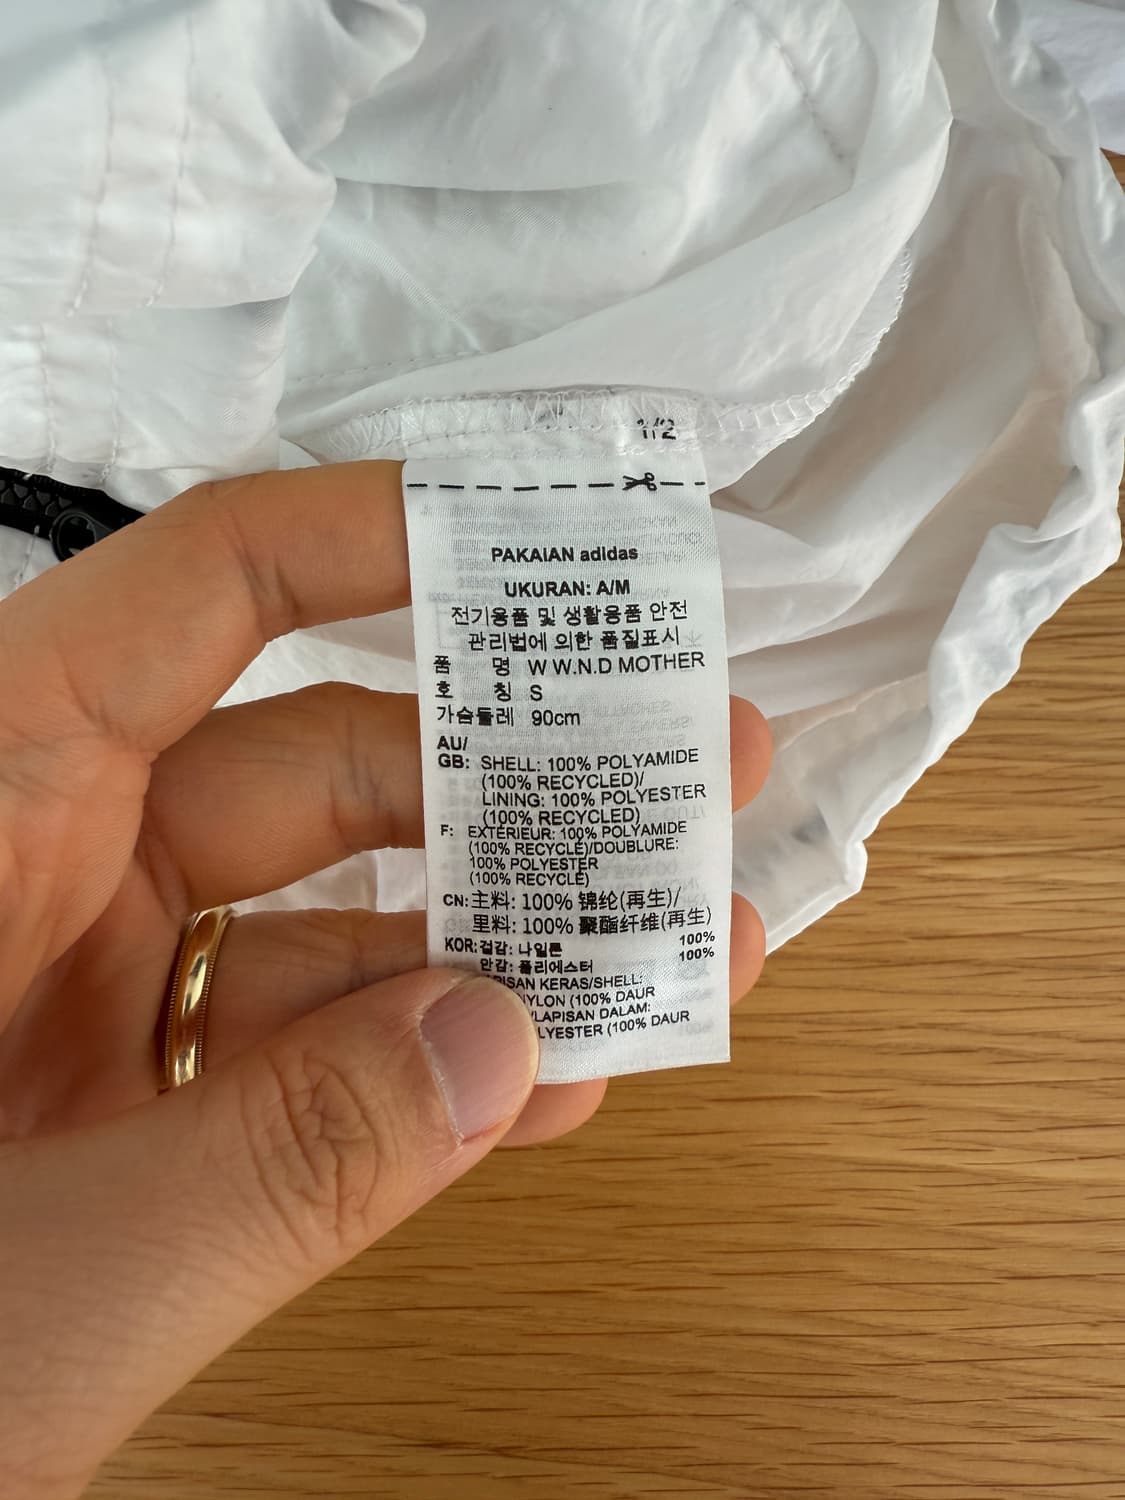 1/2
PAKAIAN adidas
UKURAN: A/M
전기용품 및 생활용품 안전
관리법에 의한 품질표시
품 명 W W.N.D MOTHER
호 칭 S
가슴둘레 90cm
AU/
GB: SHELL: 100% POLYAMIDE
(100% RECYCLED)/
LINING: 100% POLYESTER
(100% RECYCLED)
F: EXTÉRIEUR: 100% POLYAMIDE
(100% RECYCLÉ)/DOUBLURE:
100% POLYESTER
(100% RECYCLÉ)
CN: 主料: 100% 锦纶(再生)/
里料: 100% 聚酯纤维(再生)
KOR: 겉감: 나일론 100%
안감: 폴리에스터 100%
KERAS/SHELL:
(100% DAUR
DALAM:
(100% DAUR